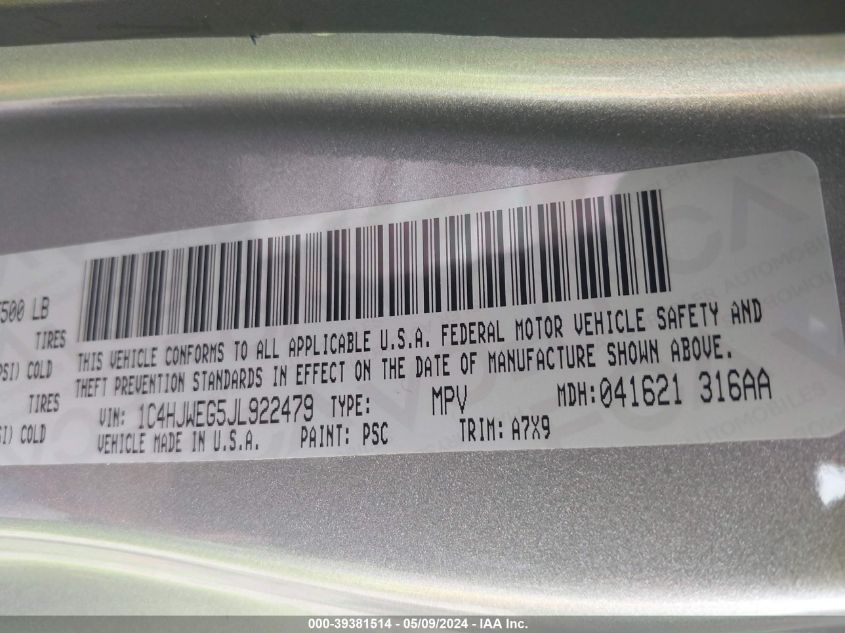 500 LB
TIRES
PSI) COLD
TIRES
SI) COLD
THIS VEHICLE CONFORMS TO ALL APPLICABLE U.S.A. FEDERAL MOTOR VEHICLE SAFETY AND
THEFT PREVENTION STANDARDS IN EFFECT ON THE DATE OF MANUFACTURE SHOWN ABOVE.
VIN: 1C4HJWEG5JL922479 TYPE: MPV MDH: 041621 316AA
VEHICLE MADE IN U.S.A. PAINT: PSC TRIM: A7X9
000-39381514 - 05/09/2024 - IAA Inc.